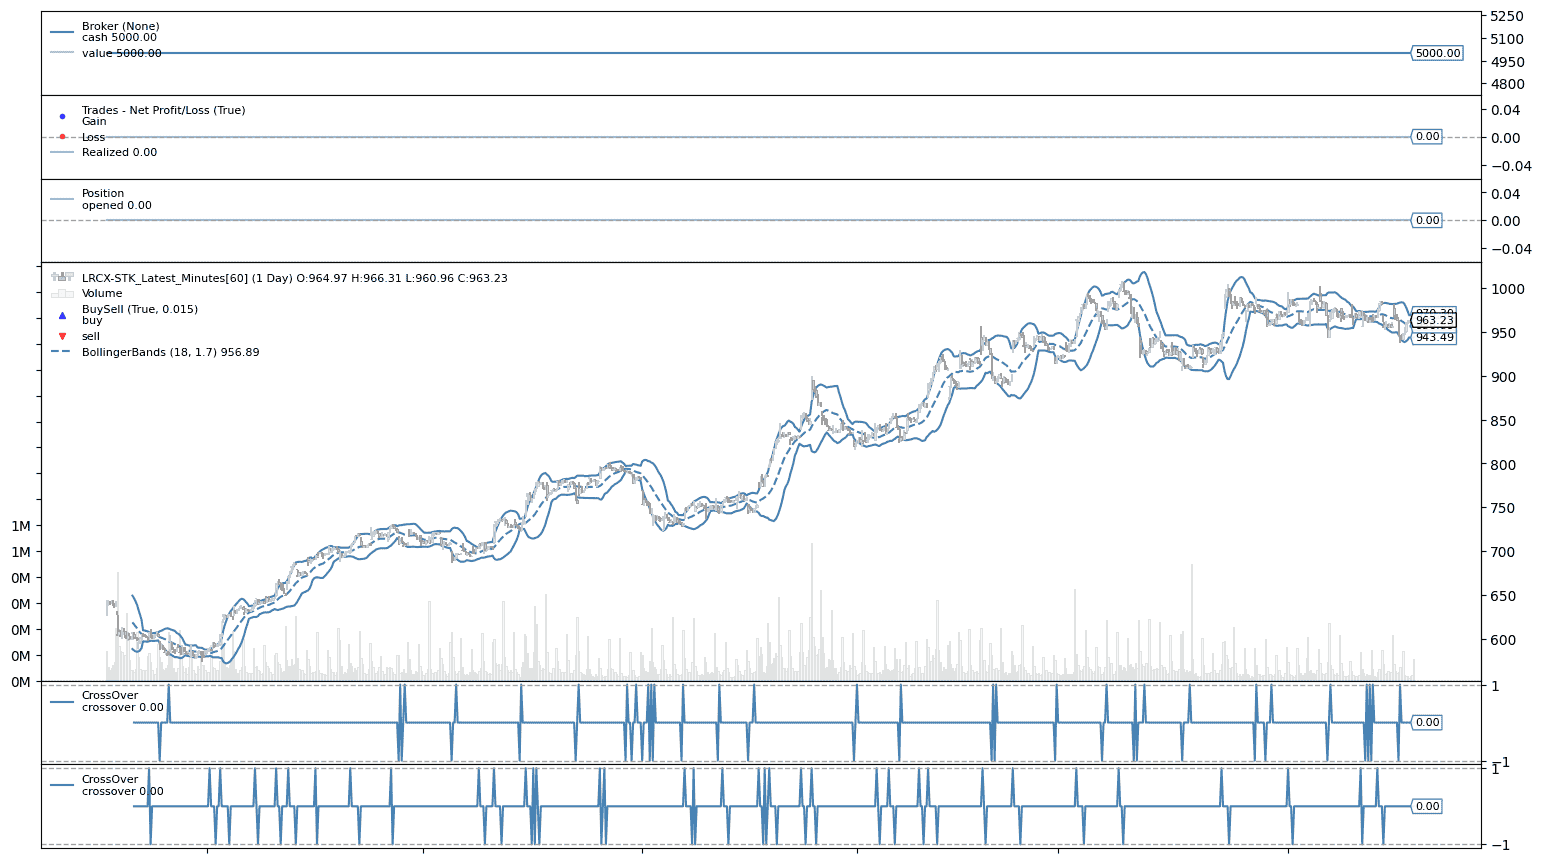 Broker (None)
cash 5000.00
value 5000.00
5250
5100
4950
4800
5000.00
Trades - Net Profit/Loss (True)
Gain
Loss
Realized 0.00
0.04
0.00
−0.04
0.00
Position
opened 0.00
0.04
0.00
−0.04
0.00
LRCX-STK_Latest_Minutes[60] (1 Day) O:964.97 H:966.31 L:960.96 C:963.23
Volume
BuySell (True, 0.015)
buy
sell
BollingerBands (18, 1.7) 956.89
1000
950
900
850
800
750
700
650
600
963.23
943.49
1M
1M
0M
0M
0M
0M
0M
CrossOver
crossover 0.00
1
−1
0.00
CrossOver
crossover 0.00
1
−1
0.00